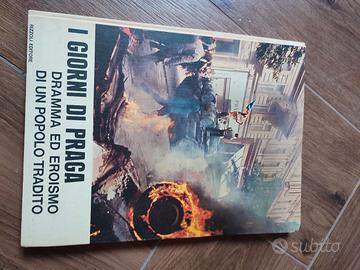 RIZZOLI EDITORE
I GIORNI DI PRAGA
DRAMMA ED EROISMO
DI UN POPOLO TRADITO
subito